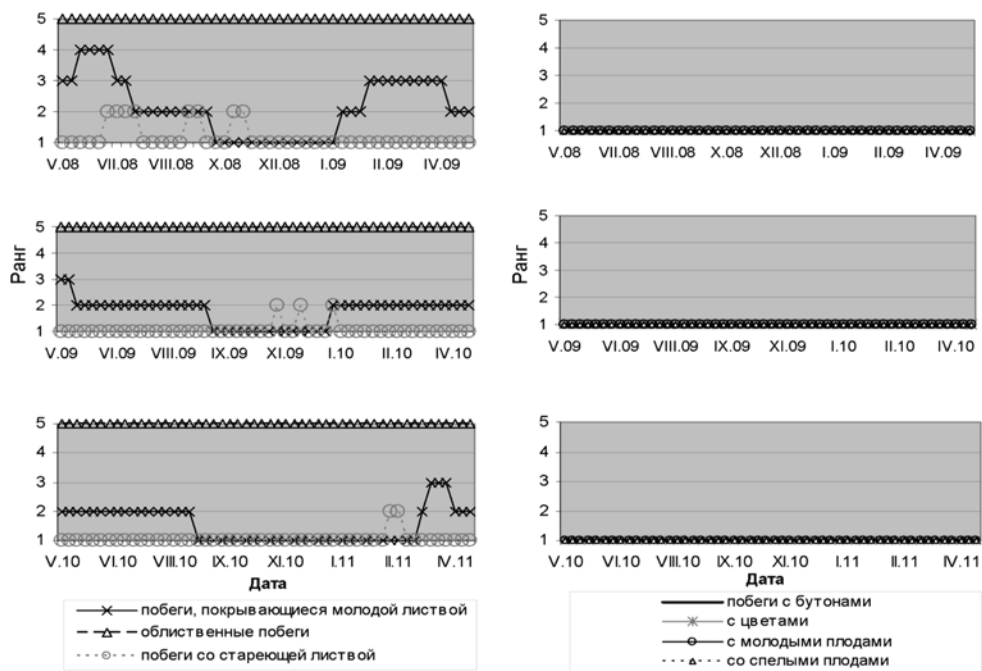 5
4
3
2
1
V.08 VII.08 VIII.08 X.08 XII.08 I.09 II.09 IV.09
5
4
3
2
1
V.08 VII.08 VIII.08 X.08 XII.08 I.09 II.09 IV.09
Ранг
5
4
3
2
1
V.09 VI.09 VIII.09 IX.09 XI.09 I.10 II.10 IV.10
Ранг
5
4
3
2
1
V.09 VI.09 VIII.09 IX.09 XI.09 I.10 II.10 IV.10
5
4
3
2
1
V.10 VI.10 VIII.10 IX.10 XI.10 I.11 II.11 IV.11
Дата
5
4
3
2
1
V.10 VI.10 VIII.10 IX.10 XI.10 I.11 II.11 IV.11
Дата
побеги, покрывающиеся молодой листвой
облиственные побеги
побеги со стареющей листвой
побеги с бутонами
с цветами
с молодыми плодами
со спелыми плодами